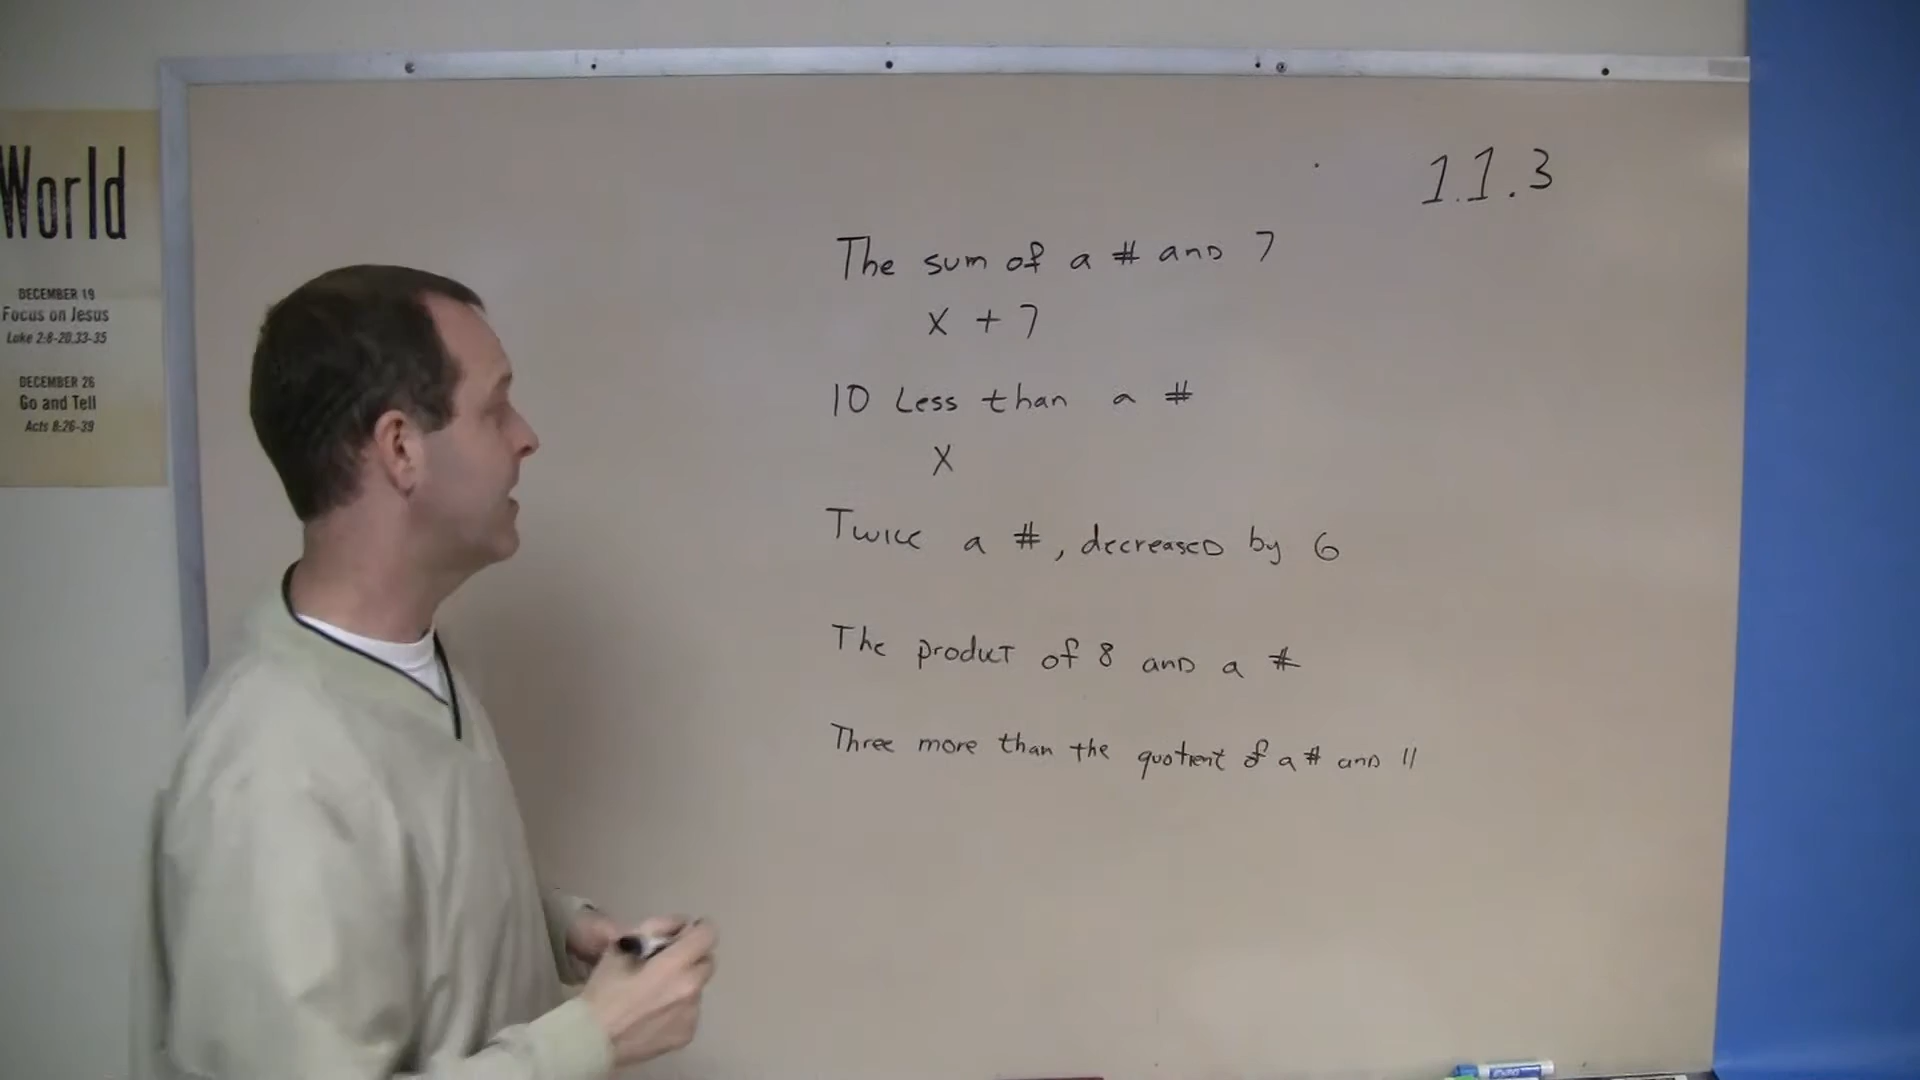 World
DECEMBER 19
Focus on Jesus
Luke 2:8-20,33-35
DECEMBER 26
Go and Tell
Acts 8:26-39
1.1.3
The sum of a # and 7
x + 7
10 Less than a #
x
Twice a #, decreased by 6
The product of 8 and a #
Three more than the quotient of a # and 11
EXPO